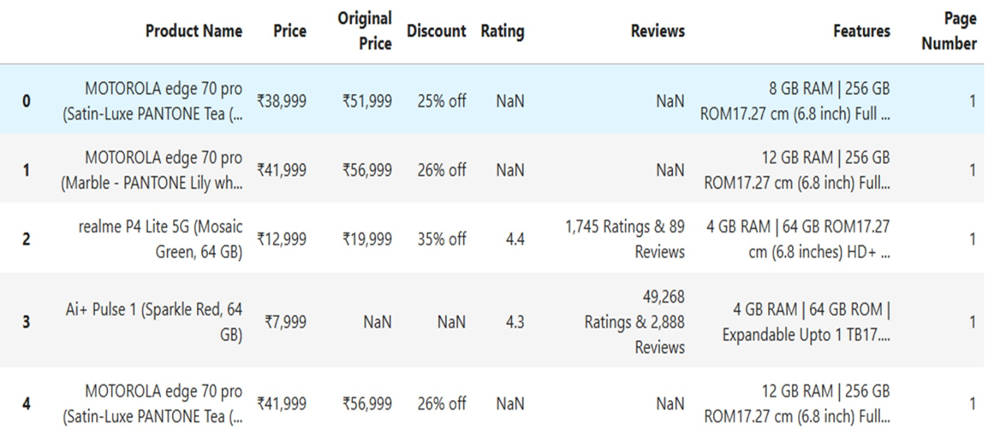 Product Name Price Original Price Discount Rating Reviews Features Page Number
0 MOTOROLA edge 70 pro (Satin-Luxe PANTONE Tea (... ₹38,999 ₹51,999 25% off NaN NaN 8 GB RAM | 256 GB ROM17.27 cm (6.8 inch) Full ... 1
1 MOTOROLA edge 70 pro (Marble - PANTONE Lily wh... ₹41,999 ₹56,999 26% off NaN NaN 12 GB RAM | 256 GB ROM17.27 cm (6.8 inch) Full... 1
2 realme P4 Lite 5G (Mosaic Green, 64 GB) ₹12,999 ₹19,999 35% off 4.4 1,745 Ratings & 89 Reviews 4 GB RAM | 64 GB ROM17.27 cm (6.8 inches) HD+ ... 1
3 Ai+ Pulse 1 (Sparkle Red, 64 GB) ₹7,999 NaN NaN 4.3 49,268 Ratings & 2,888 Reviews 4 GB RAM | 64 GB ROM | Expandable Upto 1 TB17.... 1
4 MOTOROLA edge 70 pro (Satin-Luxe PANTONE Tea (... ₹41,999 ₹56,999 26% off NaN NaN 12 GB RAM | 256 GB ROM17.27 cm (6.8 inch) Full... 1